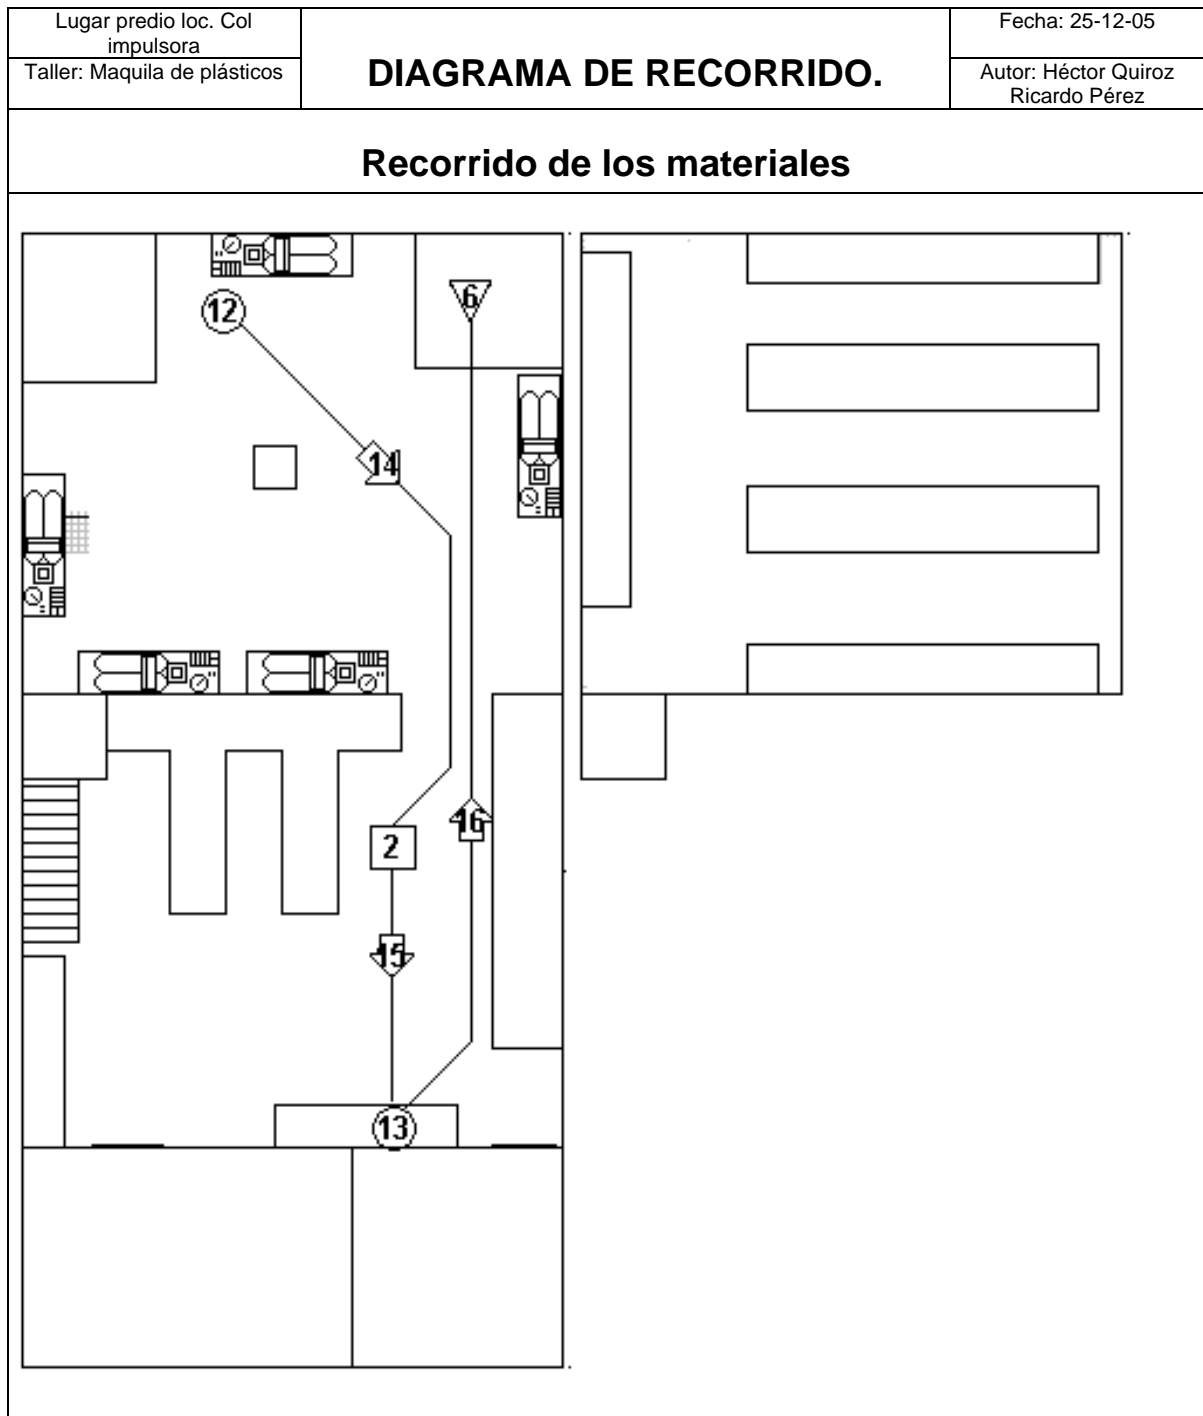 Lugar predio loc. Col
impulsora
Taller: Maquila de plásticos
DIAGRAMA DE RECORRIDO.
Fecha: 25-12-05
Autor: Héctor Quiroz
Ricardo Pérez
Recorrido de los materiales
6
12
14
16
2
15
13